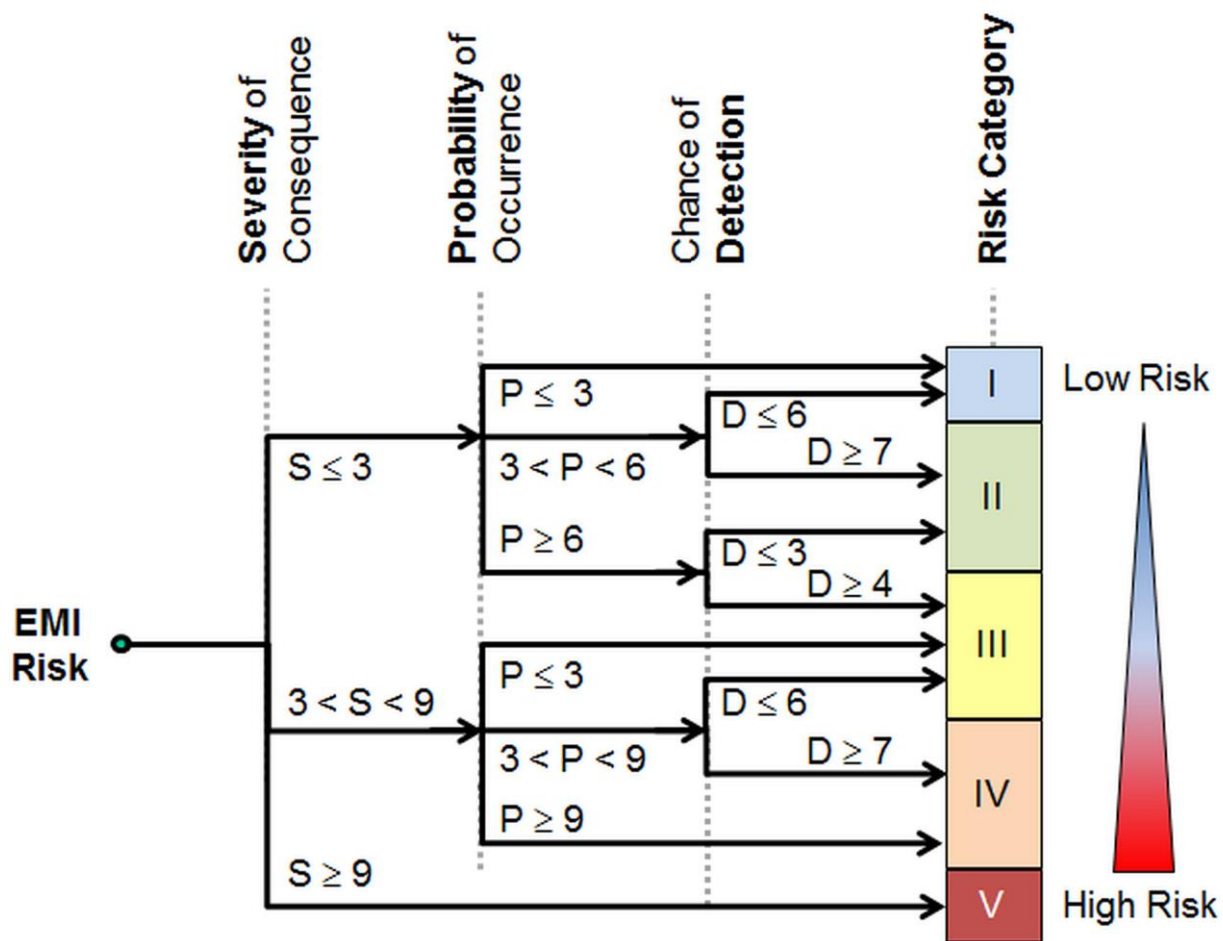 Severity of
Consequence
Probability of
Occurrence
Chance of
Detection
Risk Category
EMI
Risk
S ≤ 3
3 < S < 9
S ≥ 9
P ≤ 3
3 < P < 6
P ≥ 6
P ≤ 3
3 < P < 9
P ≥ 9
D ≤ 6
D ≥ 7
D ≤ 3
D ≥ 4
D ≤ 6
D ≥ 7
I
II
III
IV
V
Low Risk
High Risk